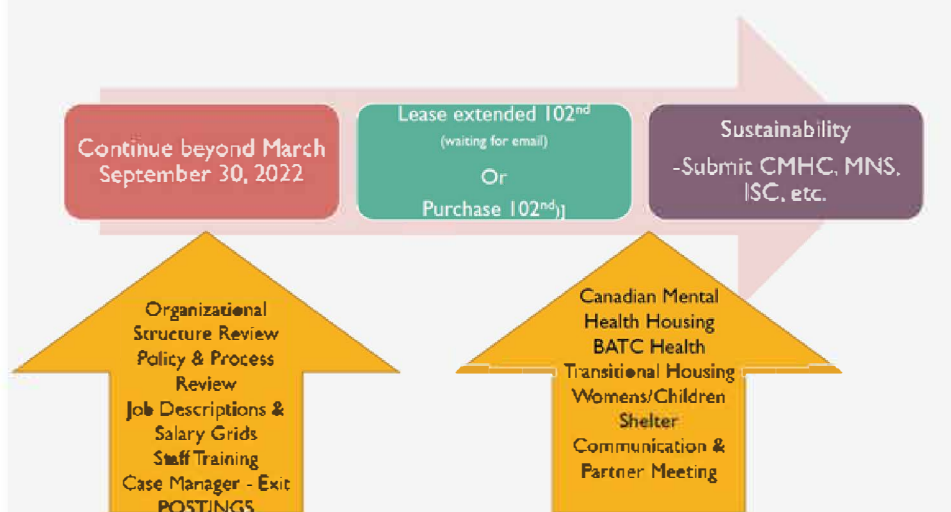 Continue beyond March
September 30, 2022
Lease extended 102nd
(waiting for email)
Or
Purchase 102nd)]
Sustainability
-Submit CMHC, MNS,
ISC, etc.
Organizational
Structure Review
Policy & Process
Review
Job Descriptions &
Salary Grids
Staff Training
Case Manager - Exit
POSTINGS
Canadian Mental
Health Housing
BATC Health
Transitional Housing
Womens/Children
Shelter
Communication &
Partner Meeting